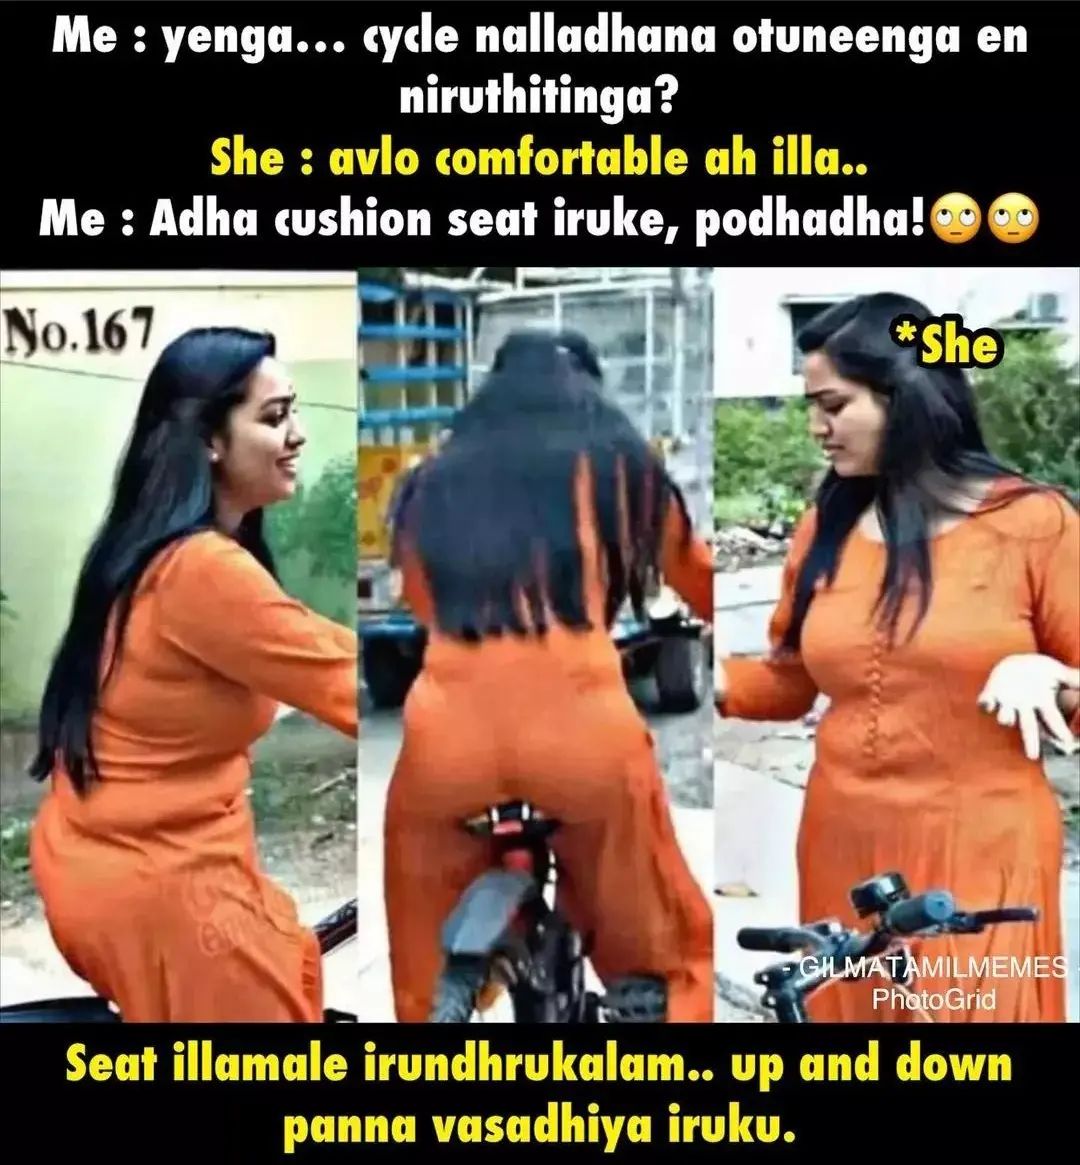 Me : yenga... cycle nalladhana otuneenga en
niruthitinga?
She : avlo comfortable ah illa..
Me : Adha cushion seat iruke, podhadha!🙄🙄
No.167
*She
- GILMATAMILMEMES
PhotoGrid
Seat illamale irundhrukalam.. up and down
panna vasadhiya iruku.